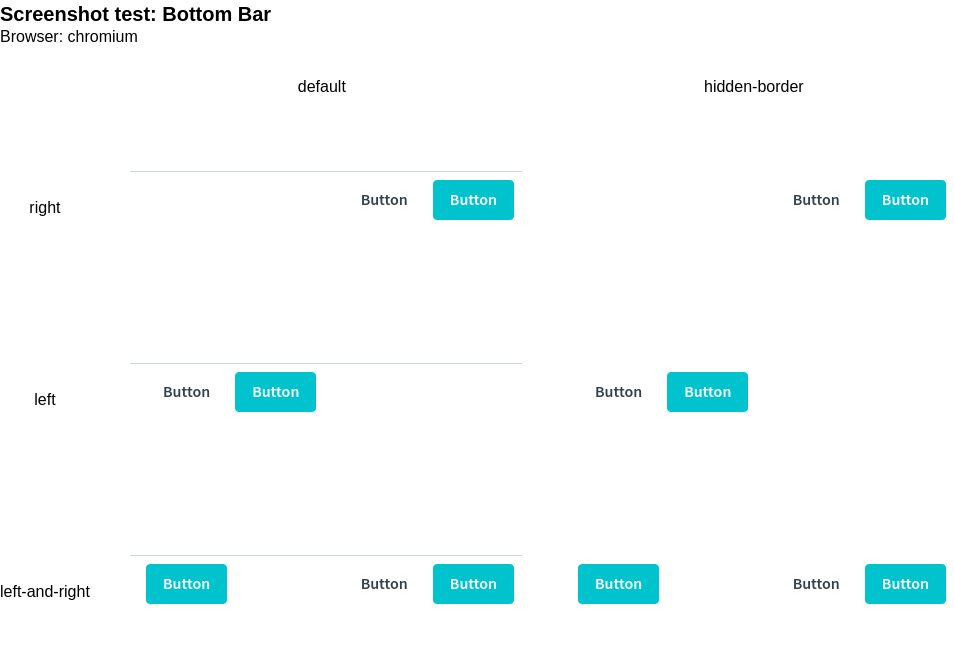 Screenshot test: Bottom Bar
Browser: chromium
default hidden-border
right Button Button Button Button
left Button Button Button Button
left-and-right Button Button Button Button Button Button